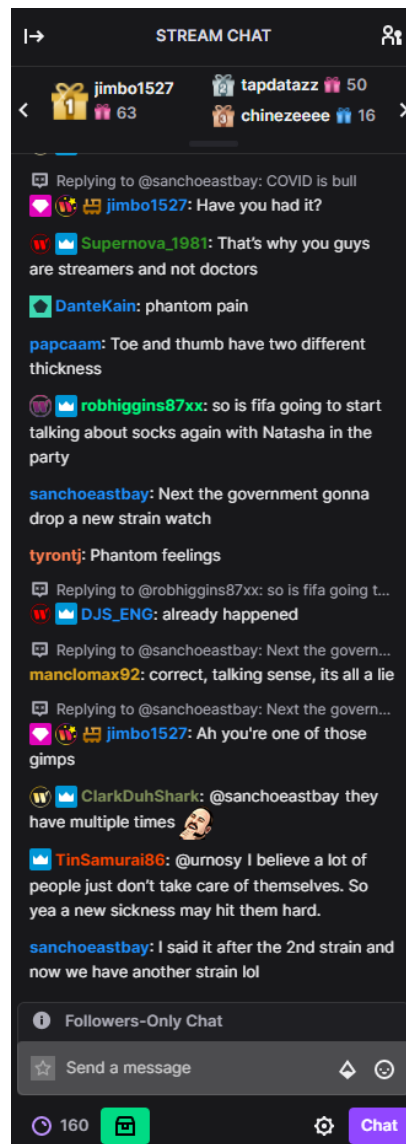 STREAM CHAT
1 jimbo1527
63
2 tapdatazz 50
3 chinezeeee 16
Replying to @sanchoeastbay: COVID is bull
jimbo1527: Have you had it?
Supernova_1981: That's why you guys
are streamers and not doctors
DanteKain: phantom pain
papcaam: Toe and thumb have two different
thickness
robhiggins87xx: so is fifa going to start
talking about socks again with Natasha in the
party
sanchoeastbay: Next the government gonna
drop a new strain watch
tyrontj: Phantom feelings
Replying to @robhiggins87xx: so is fifa going t...
DJS_ENG: already happened
Replying to @sanchoeastbay: Next the govern...
manclomax92: correct, talking sense, its all a lie
Replying to @sanchoeastbay: Next the govern...
jimbo1527: Ah you're one of those
gimps
ClarkDuhShark: @sanchoeastbay they
have multiple times
TinSamurai86: @urnosy I believe a lot of
people just don't take care of themselves. So
yea a new sickness may hit them hard.
sanchoeastbay: I said it after the 2nd strain and
now we have another strain lol
Followers-Only Chat
Send a message
160
Chat